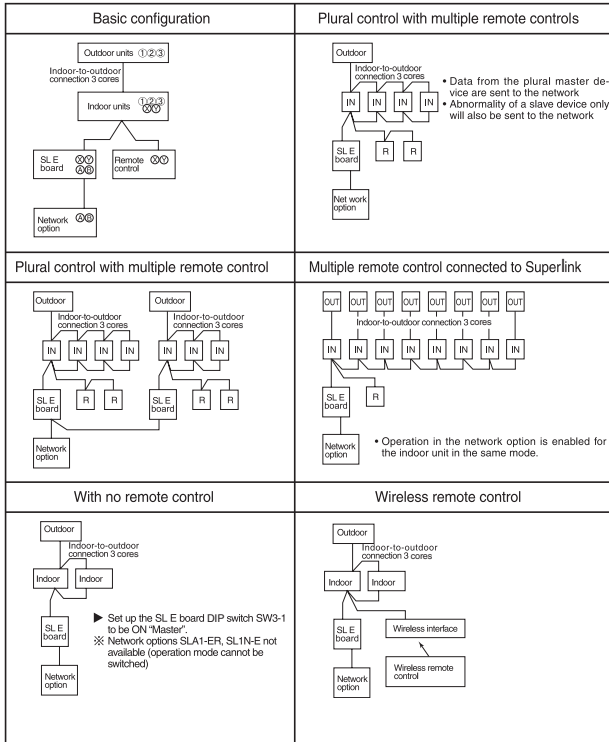 Basic configuration
Outdoor units ①②③
Indoor-to-outdoor
connection 3 cores
Indoor units ①②③
ⓍⓎ
SL E
board
ⓍⓎ
ⒶⒷ
Remote
control
ⓍⓎ
Network
option
ⒶⒷ
Plural control with multiple remote controls
Outdoor
Indoor-to-outdoor
connection 3 cores
IN IN IN IN
SL E
board
R R
Net work
option
• Data from the plural master de-
vice are sent to the network
• Abnormality of a slave device only
will also be sent to the network
Plural control with multiple remote control
Outdoor Outdoor
Indoor-to-outdoor
connection 3 cores
Indoor-to-outdoor
connection 3 cores
IN IN IN IN IN IN IN IN
SL E
board
R R
SL E
board
R R
Network
option
Multiple remote control connected to Superlink
OUT OUT OUT OUT OUT OUT OUT OUT
Indoor-to-outdoor connection 3 cores
IN IN IN IN IN IN IN IN
SL E
board
R
Network
option
• Operation in the network option is enabled for
the indoor unit in the same mode.
With no remote control
Outdoor
Indoor-to-outdoor
connection 3 cores
Indoor Indoor
SL E
board
Network
option
▶ Set up the SL E board DIP switch SW3-1
to be ON "Master".
※ Network options SLA1-ER, SL1N-E not
available (operation mode cannot be
switched)
Wireless remote control
Outdoor
Indoor-to-outdoor
connection 3 cores
Indoor Indoor
SL E
board
Wireless interface
Network
option
Wireless remote
control